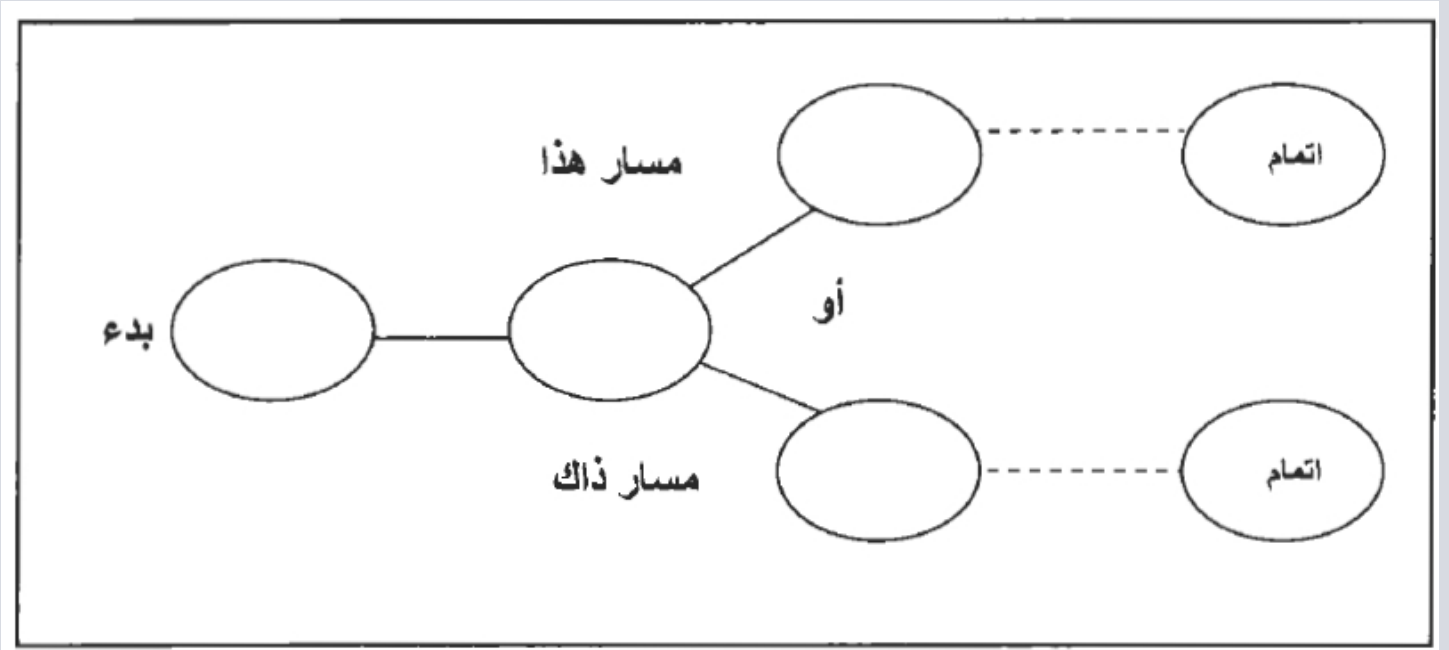 مسار هذا
اتمام
أو
بدء
مسار ذاك
اتمام